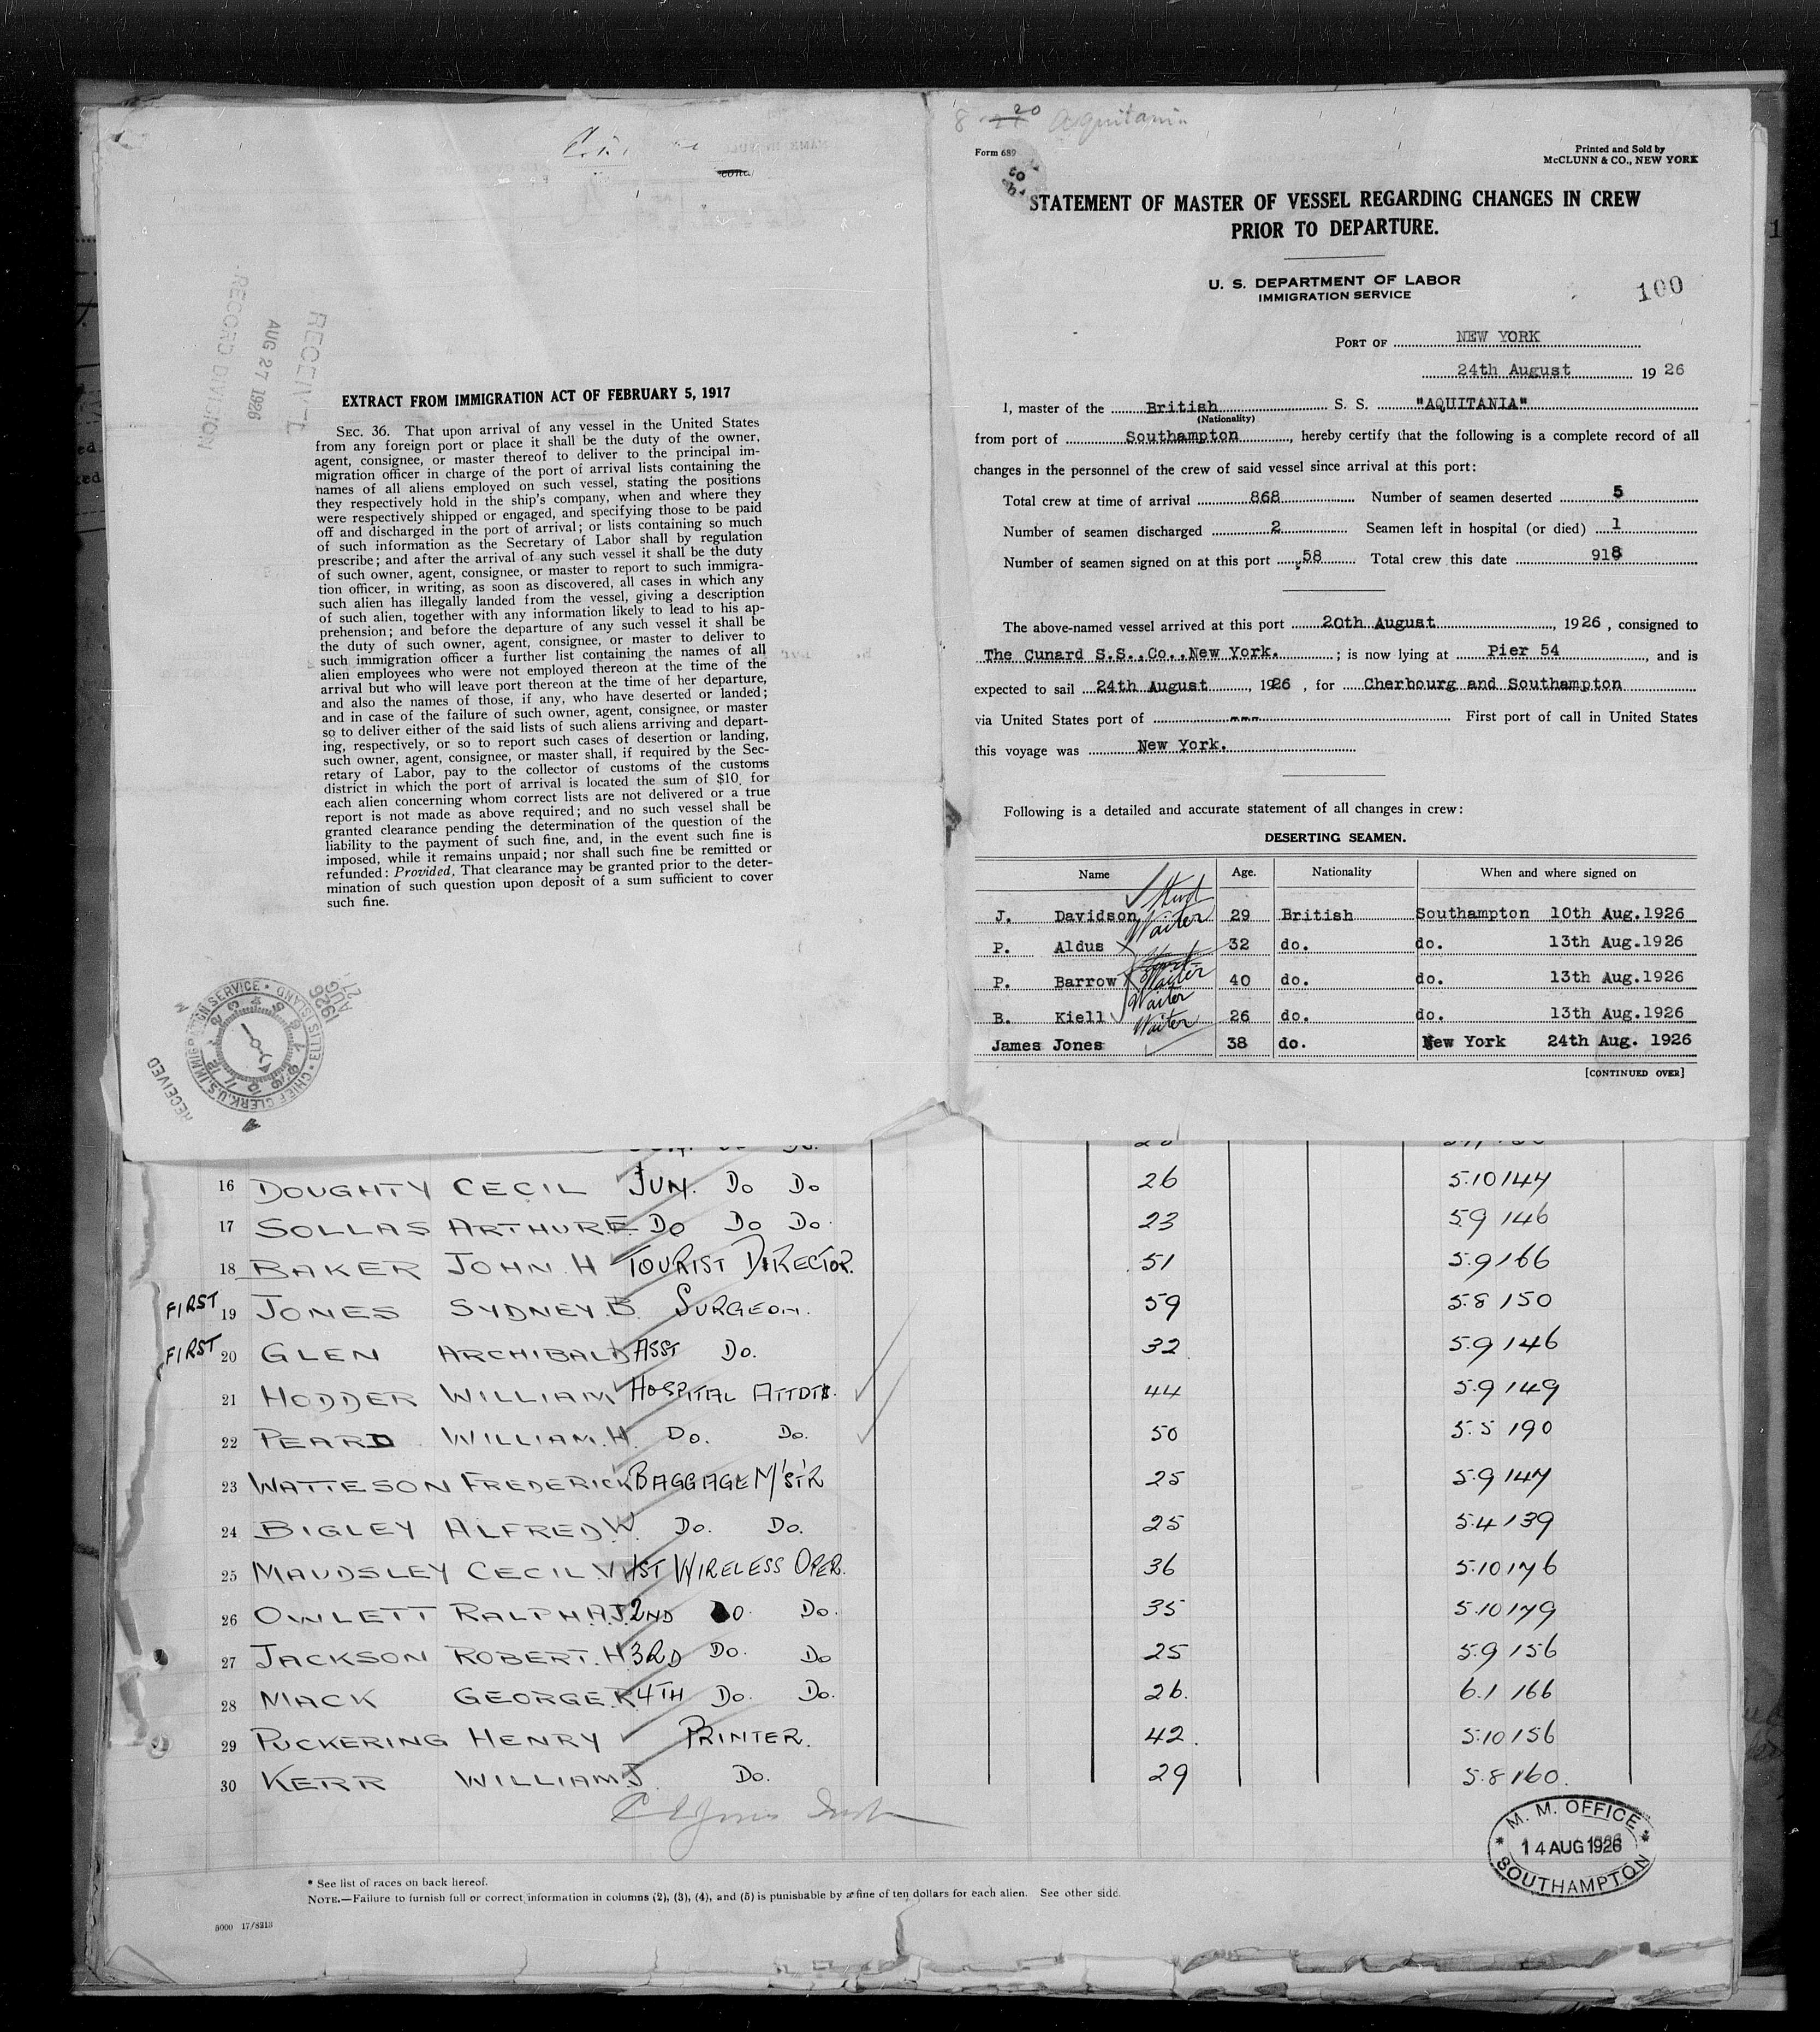 conc.
RECEIVE
AUG 27 1926
RECORD DIVISION
EXTRACT FROM IMMIGRATION ACT OF FEBRUARY 5, 1917
SEC. 36. That upon arrival of any vessel in the United States
from any foreign port or place it shall be the duty of the owner,
agent, consignee, or master thereof to deliver to the principal im-
migration officer in charge of the port of arrival lists containing the
names of all aliens employed on such vessel, stating the positions
they respectively hold in the ship's company, when and where they
were respectively shipped or engaged, and specifying those to be paid
off and discharged in the port of arrival; or lists containing so much
of such information as the Secretary of Labor shall by regulation
prescribe; and after the arrival of any such vessel it shall be the duty
of such owner, agent, consignee, or master to report to such immigra-
tion officer, in writing, as soon as discovered, all cases in which any
such alien has illegally landed from the vessel, giving a description
of such alien, together with any information likely to lead to his ap-
prehension; and before the departure of any such vessel it shall be
the duty of such owner, agent, consignee, or master to deliver to
such immigration officer a further list containing the names of all
alien employees who were not employed thereon at the time of the
arrival but who will leave port thereon at the time of her departure,
and also the names of those, if any, who have deserted or landed;
and in case of the failure of such owner, agent, consignee, or master
so to deliver either of the said lists of such aliens arriving and depart-
ing, respectively, or so to report such cases of desertion or landing,
such owner, agent, consignee, or master shall, if required by the Sec-
retary of Labor, pay to the collector of customs of the customs
district in which the port of arrival is located the sum of $10 for
each alien concerning whom correct lists are not delivered or a true
report is not made as above required; and no such vessel shall be
granted clearance pending the determination of the question of the
liability to the payment of such fine, and, in the event such fine is
imposed, while it remains unpaid; nor shall such fine be remitted or
refunded: Provided, That clearance may be granted prior to the deter-
mination of such question upon deposit of a sum sufficient to cover
such fine.
CHIEF CLERK U.S. IMMIGRATION SERVICE * ELLIS ISLAND *
RECEIVED
AUG 27 1926
8 20 Aquitania
Form 689
Printed and Sold by
McCLUNN & CO., NEW YORK
STATEMENT OF MASTER OF VESSEL REGARDING CHANGES IN CREW
PRIOR TO DEPARTURE.
U. S. DEPARTMENT OF LABOR
IMMIGRATION SERVICE
100
PORT OF NEW YORK
24th August 1926
I, master of the British S. S. "AQUITANIA"
(Nationality)
from port of Southampton, hereby certify that the following is a complete record of all
changes in the personnel of the crew of said vessel since arrival at this port:
Total crew at time of arrival 868 Number of seamen deserted 5
Number of seamen discharged 2 Seamen left in hospital (or died) 1
Number of seamen signed on at this port 58 Total crew this date 918
The above-named vessel arrived at this port 20th August, 1926, consigned to
The Cunard S.S.,Co.,New York. ; is now lying at Pier 54, and is
expected to sail 24th August, 1926, for Cherbourg and Southampton
via United States port of --- First port of call in United States
this voyage was New York.
Following is a detailed and accurate statement of all changes in crew:
DESERTING SEAMEN.
Name Age. Nationality When and where signed on
J. Davidson Waiter 29 British Southampton 10th Aug.1926
P. Aldus 32 do. do. 13th Aug.1926
P. Barrow Waiter 40 do. do. 13th Aug.1926
B. Kiell Waiter 26 do. do. 13th Aug.1926
James Jones Waiter 38 do. New York 24th Aug. 1926
[CONTINUED OVER]
16 DOUGHTY CECIL JUN. DO DO 26 5.10 144
17 SOLLAS ARTHUR.E. DO DO DO. 23 5.9 146
18 BAKER JOHN H TOURIST DIRECTOR. 51 5.9 166
FIRST 19 JONES SYDNEY.B. SURGEON. 59 5.8 150
FIRST 20 GLEN ARCHIBALD ASST DO. 32 5.9 146
21 HODDER WILLIAM HOSPITAL ATTDTS. 44 5.9 149
22 PEARD WILLIAM.H. DO. DO. 50 5.5 190
23 WATTESON FREDERICK BAGGAGE M'ST'R 25 5.9 147
24 BIGLEY ALFRED W. DO. DO. 25 5.4 139
25 MAUDSLEY CECIL V 1ST WIRELESS OPER. 36 5.10 176
26 OWLETT RALPH.A.J. 2ND DO. DO. 35 5.10 179
27 JACKSON ROBERT.H 3RD DO. DO 25 5.9 156
28 MACK GEORGE.R. 4TH DO. DO. 26. 6.1 166
29 PUCKERING HENRY PRINTER. 42. 5.10 156
30 KERR WILLIAM J. DO. 29 5.8 160.
M. M. OFFICE
14 AUG 1926
SOUTHAMPTON
* See list of races on back hereof.
NOTE.—Failure to furnish full or correct information in columns (2), (3), (4), and (5) is punishable by a fine of ten dollars for each alien. See other side.
5000 17/8213